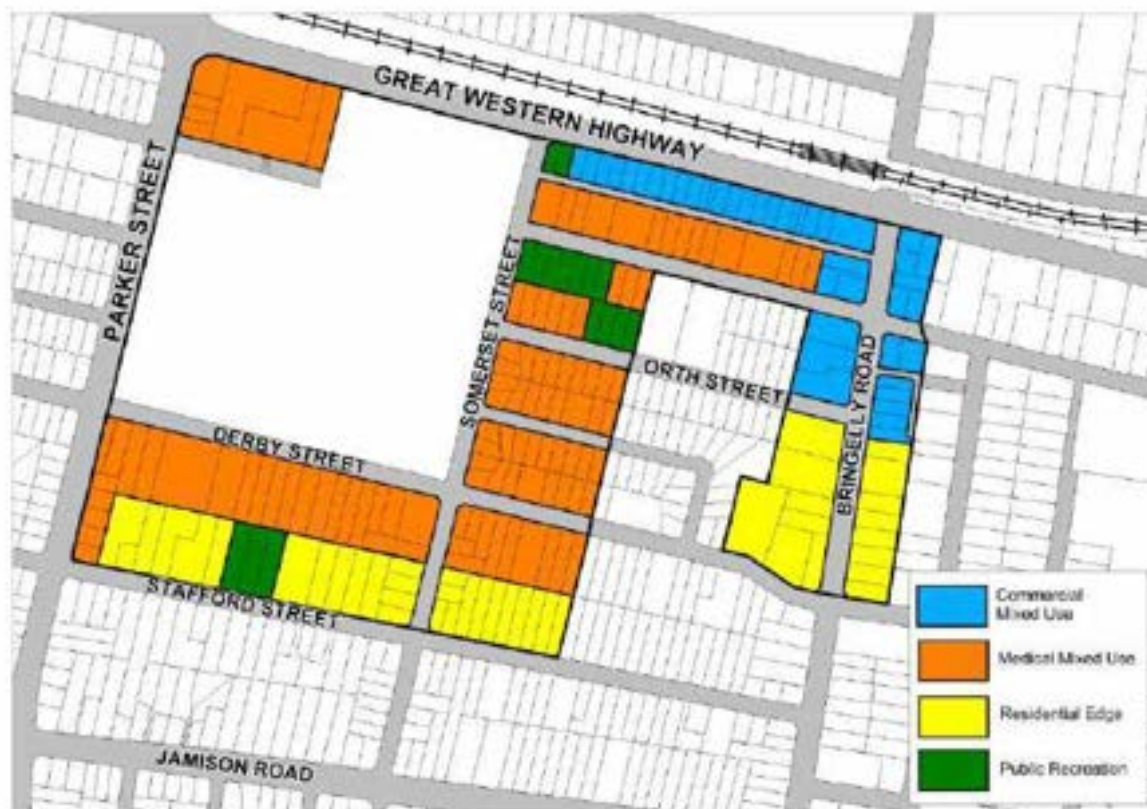 GREAT WESTERN HIGHWAY
PARKER STREET
SOMERSET STREET
ORTH STREET
BRINGELLY ROAD
DERBY STREET
STAFFORD STREET
JAMISON ROAD
Commercial
Mixed Use
Medical Mixed Use
Residential Edge
Public Recreation